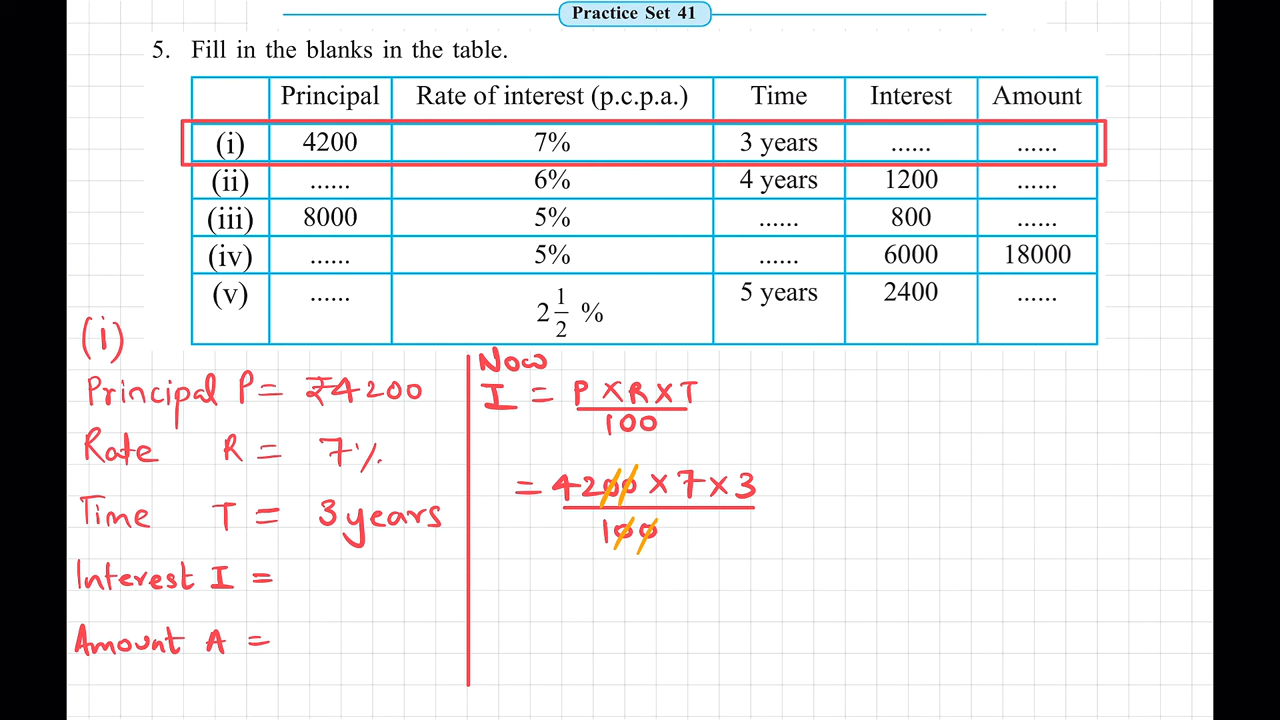 Practice Set 41
5. Fill in the blanks in the table.
Principal Rate of interest (p.c.p.a.) Time Interest Amount
(i) 4200 7% 3 years ...... ......
(ii) ...... 6% 4 years 1200 ......
(iii) 8000 5% ...... 800 ......
(iv) ...... 5% ...... 6000 18000
(v) ...... 2 1/2 % 5 years 2400 ......
(i)
Principal P = ₹4200
Rate R = 7%
Time T = 3 years
Interest I =
Amount A =
Now
I = P × R × T
100
= 4200 × 7 × 3
100